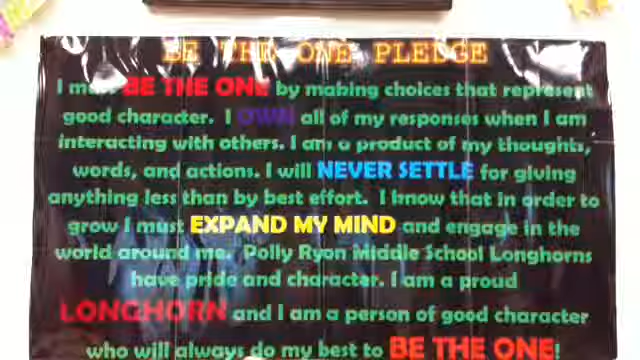 BE THE ONE PLEDGE
I must BE THE ONE by making choices that represent
good character. I OWN all of my responses when I am
interacting with others. I am a product of my thoughts,
words, and actions. I will NEVER SETTLE for giving
anything less than by best effort. I know that in order to
grow I must EXPAND MY MIND and engage in the
world around me. Polly Ryon Middle School Longhorns
have pride and character. I am a proud
LONGHORN and I am a person of good character
who will always do my best to BE THE ONE!